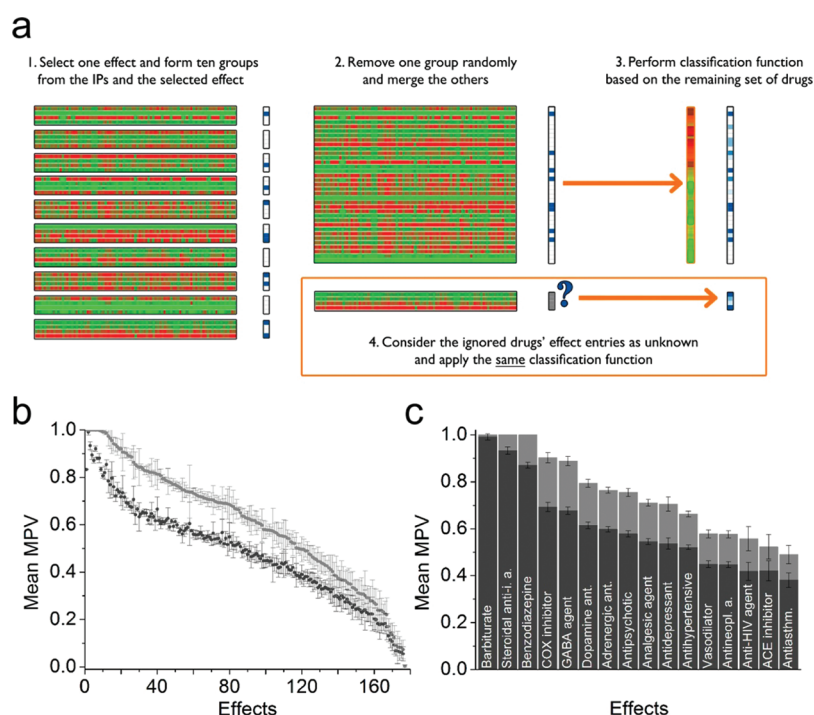 a
1. Select one effect and form ten groups
from the IPs and the selected effect
2. Remove one group randomly
and merge the others
3. Perform classification function
based on the remaining set of drugs
?
4. Consider the ignored drugs' effect entries as unknown
and apply the same classification function
b
Mean MPV
1.0
0.8
0.6
0.4
0.2
0.0
0
40
80
120
160
Effects
c
Mean MPV
1.0
0.8
0.6
0.4
0.2
0.0
Barbiturate
Steroidal anti-i. a.
Benzodiazepine
COX inhibitor
GABA agent
Dopamine ant.
Adrenergic ant.
Antipsychotic
Analgesic agent
Antidepressant
Antihypertensive
Vasodilator
Antineopl. a.
Anti-HIV agent
ACE inhibitor
Antiasthm.
Effects